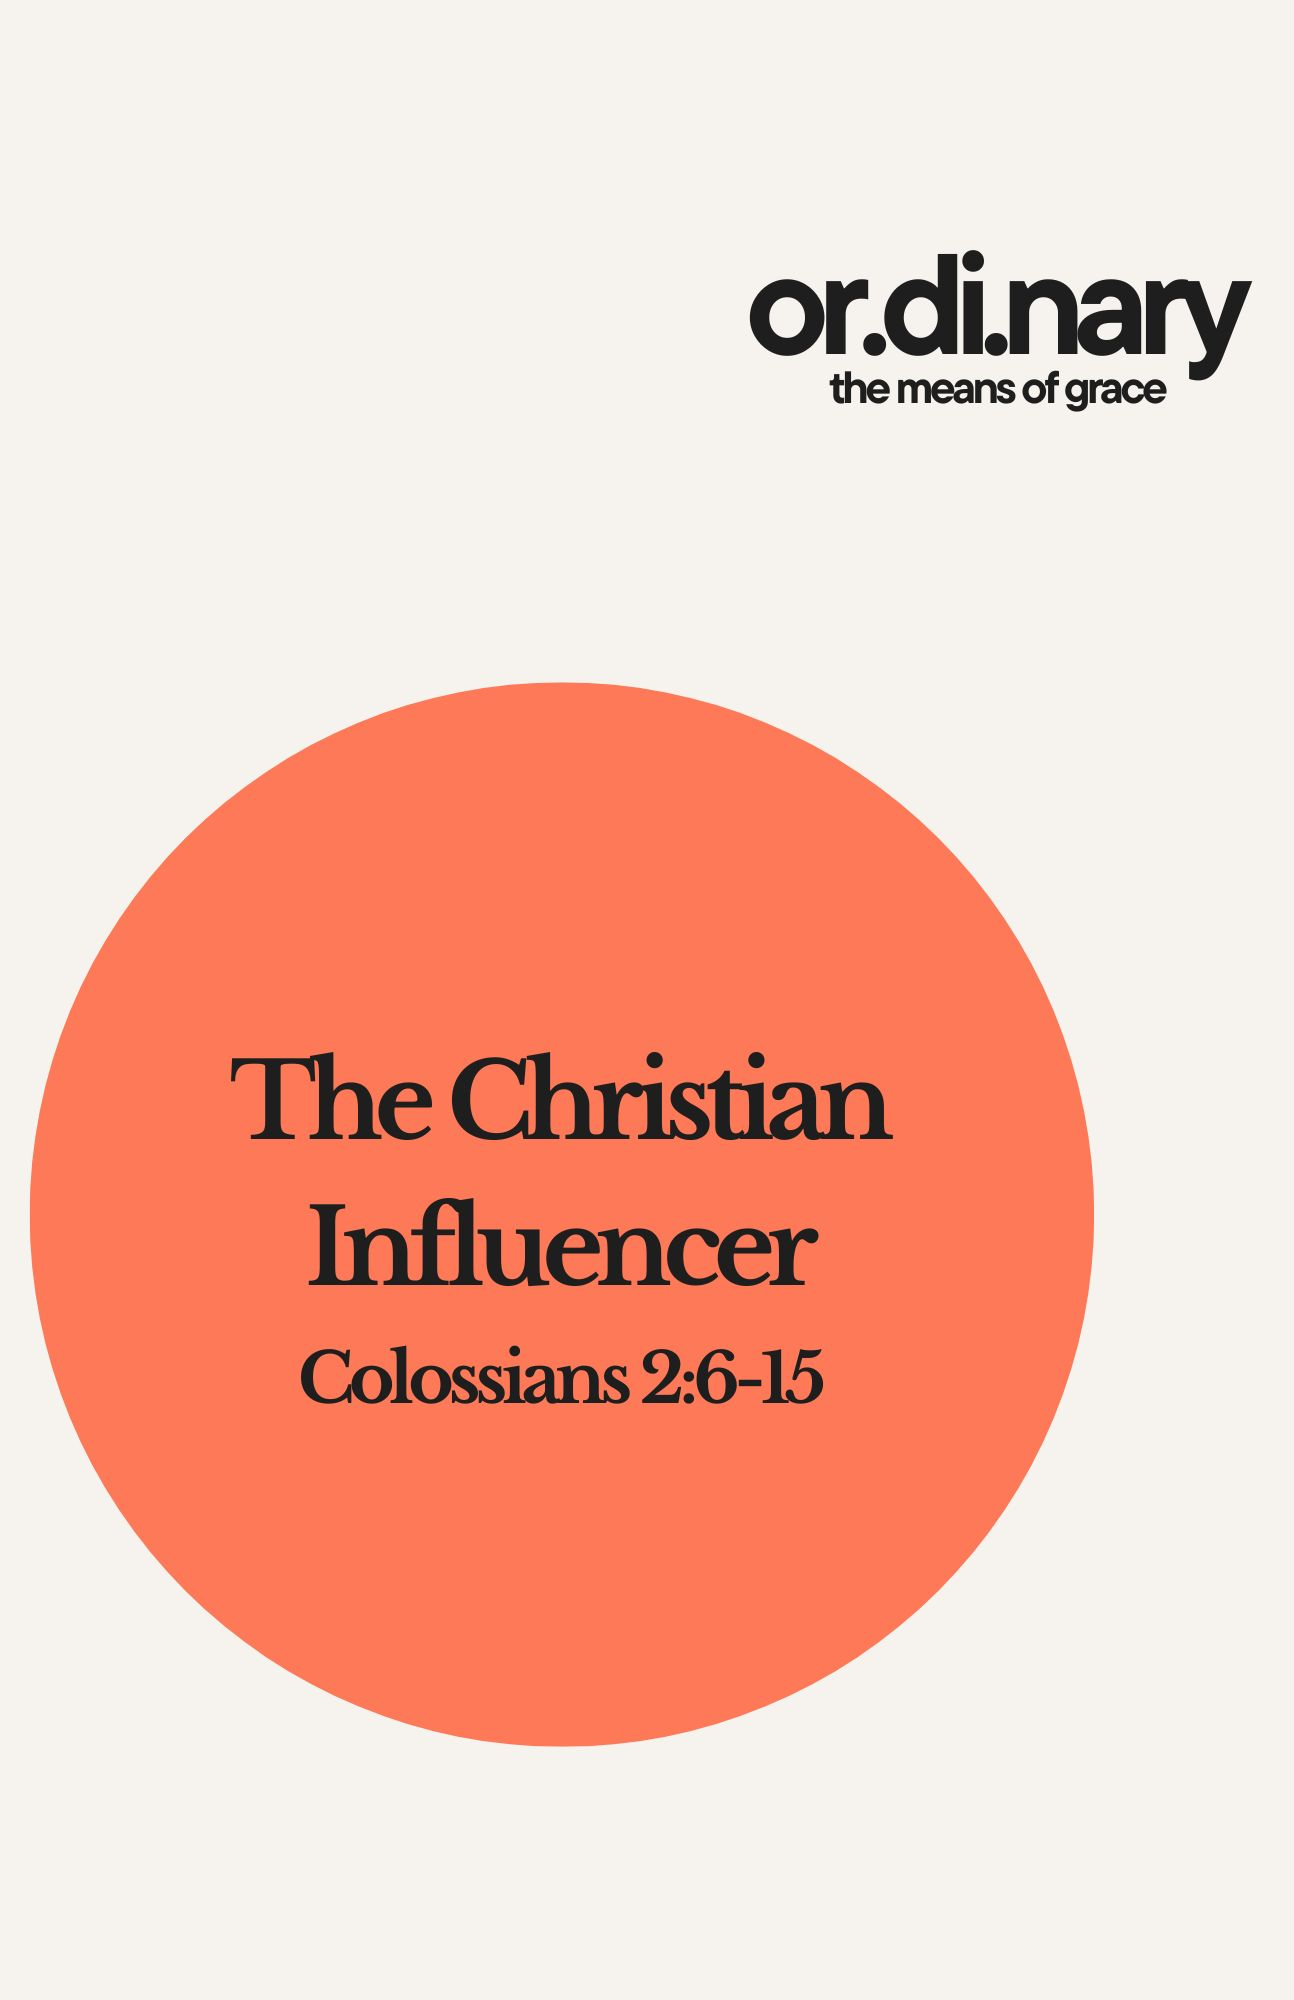 or.di.nary
the means of grace
The Christian
Influencer
Colossians 2:6-15